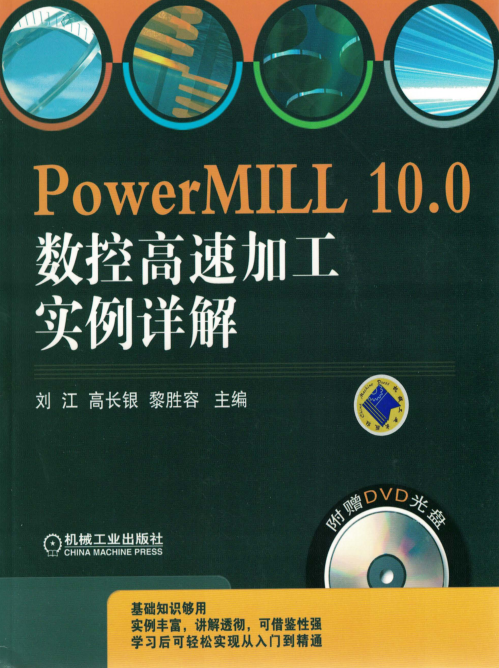 PowerMILL 10.0
数控高速加工
实例详解
刘 江 高长银 黎胜容 主编
附赠DVD光盘
机械工业出版社
CHINA MACHINE PRESS
基础知识够用
实例丰富，讲解透彻，可借鉴性强
学习后可轻松实现从入门到精通